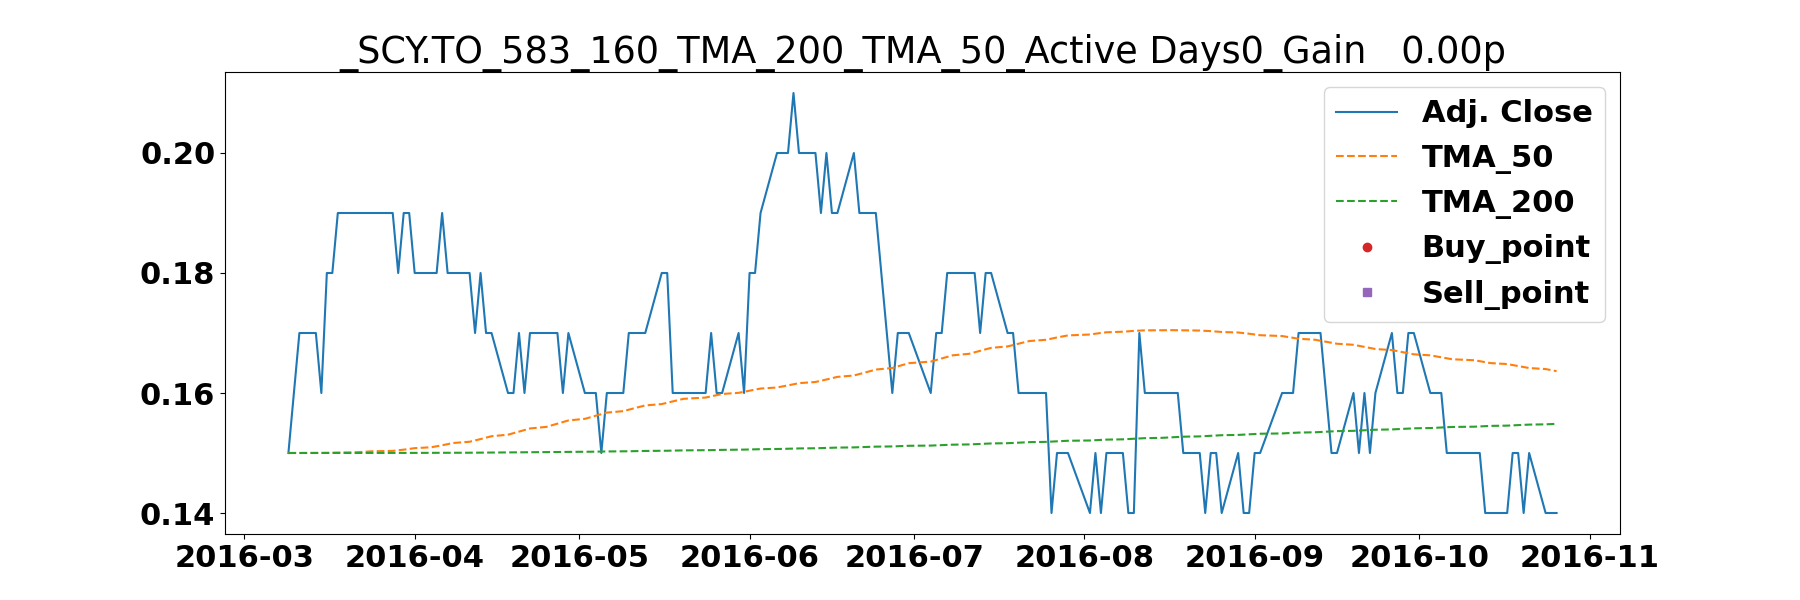 _SCY.TO_583_160_TMA_200_TMA_50_Active Days0_Gain   0.00p
Adj. Close
TMA_50
TMA_200
Buy_point
Sell_point
0.20
0.18
0.16
0.14
2016-03 2016-04 2016-05 2016-06 2016-07 2016-08 2016-09 2016-10 2016-11